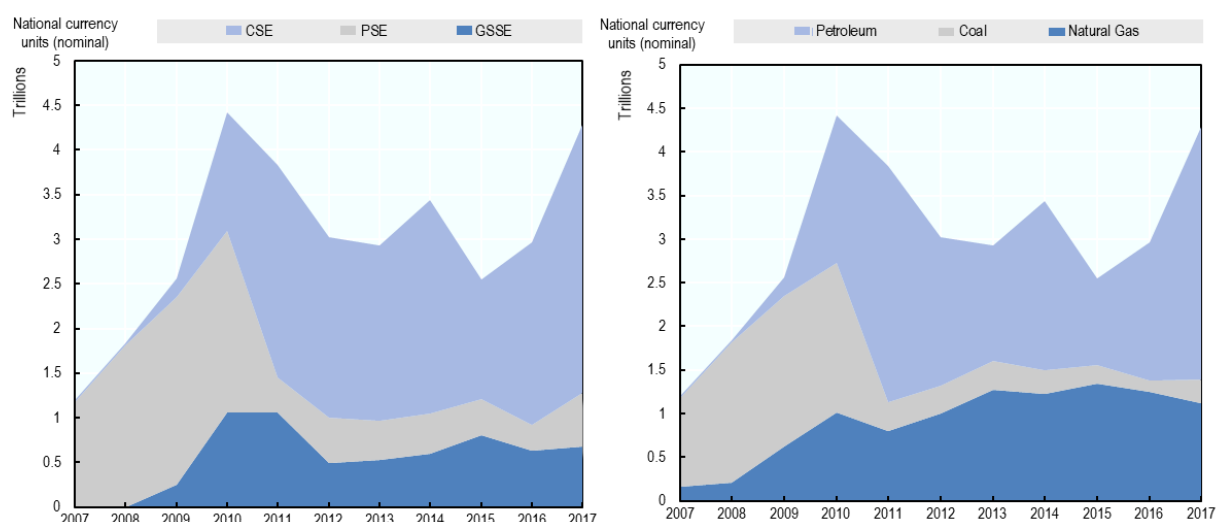 National currency
units (nominal)
CSE PSE GSSE
Trillions
5
4.5
4
3.5
3
2.5
2
1.5
1
0.5
0
2007 2008 2009 2010 2011 2012 2013 2014 2015 2016 2017
National currency
units (nominal)
Petroleum Coal Natural Gas
Trillions
5
4.5
4
3.5
3
2.5
2
1.5
1
0.5
0
2007 2008 2009 2010 2011 2012 2013 2014 2015 2016 2017